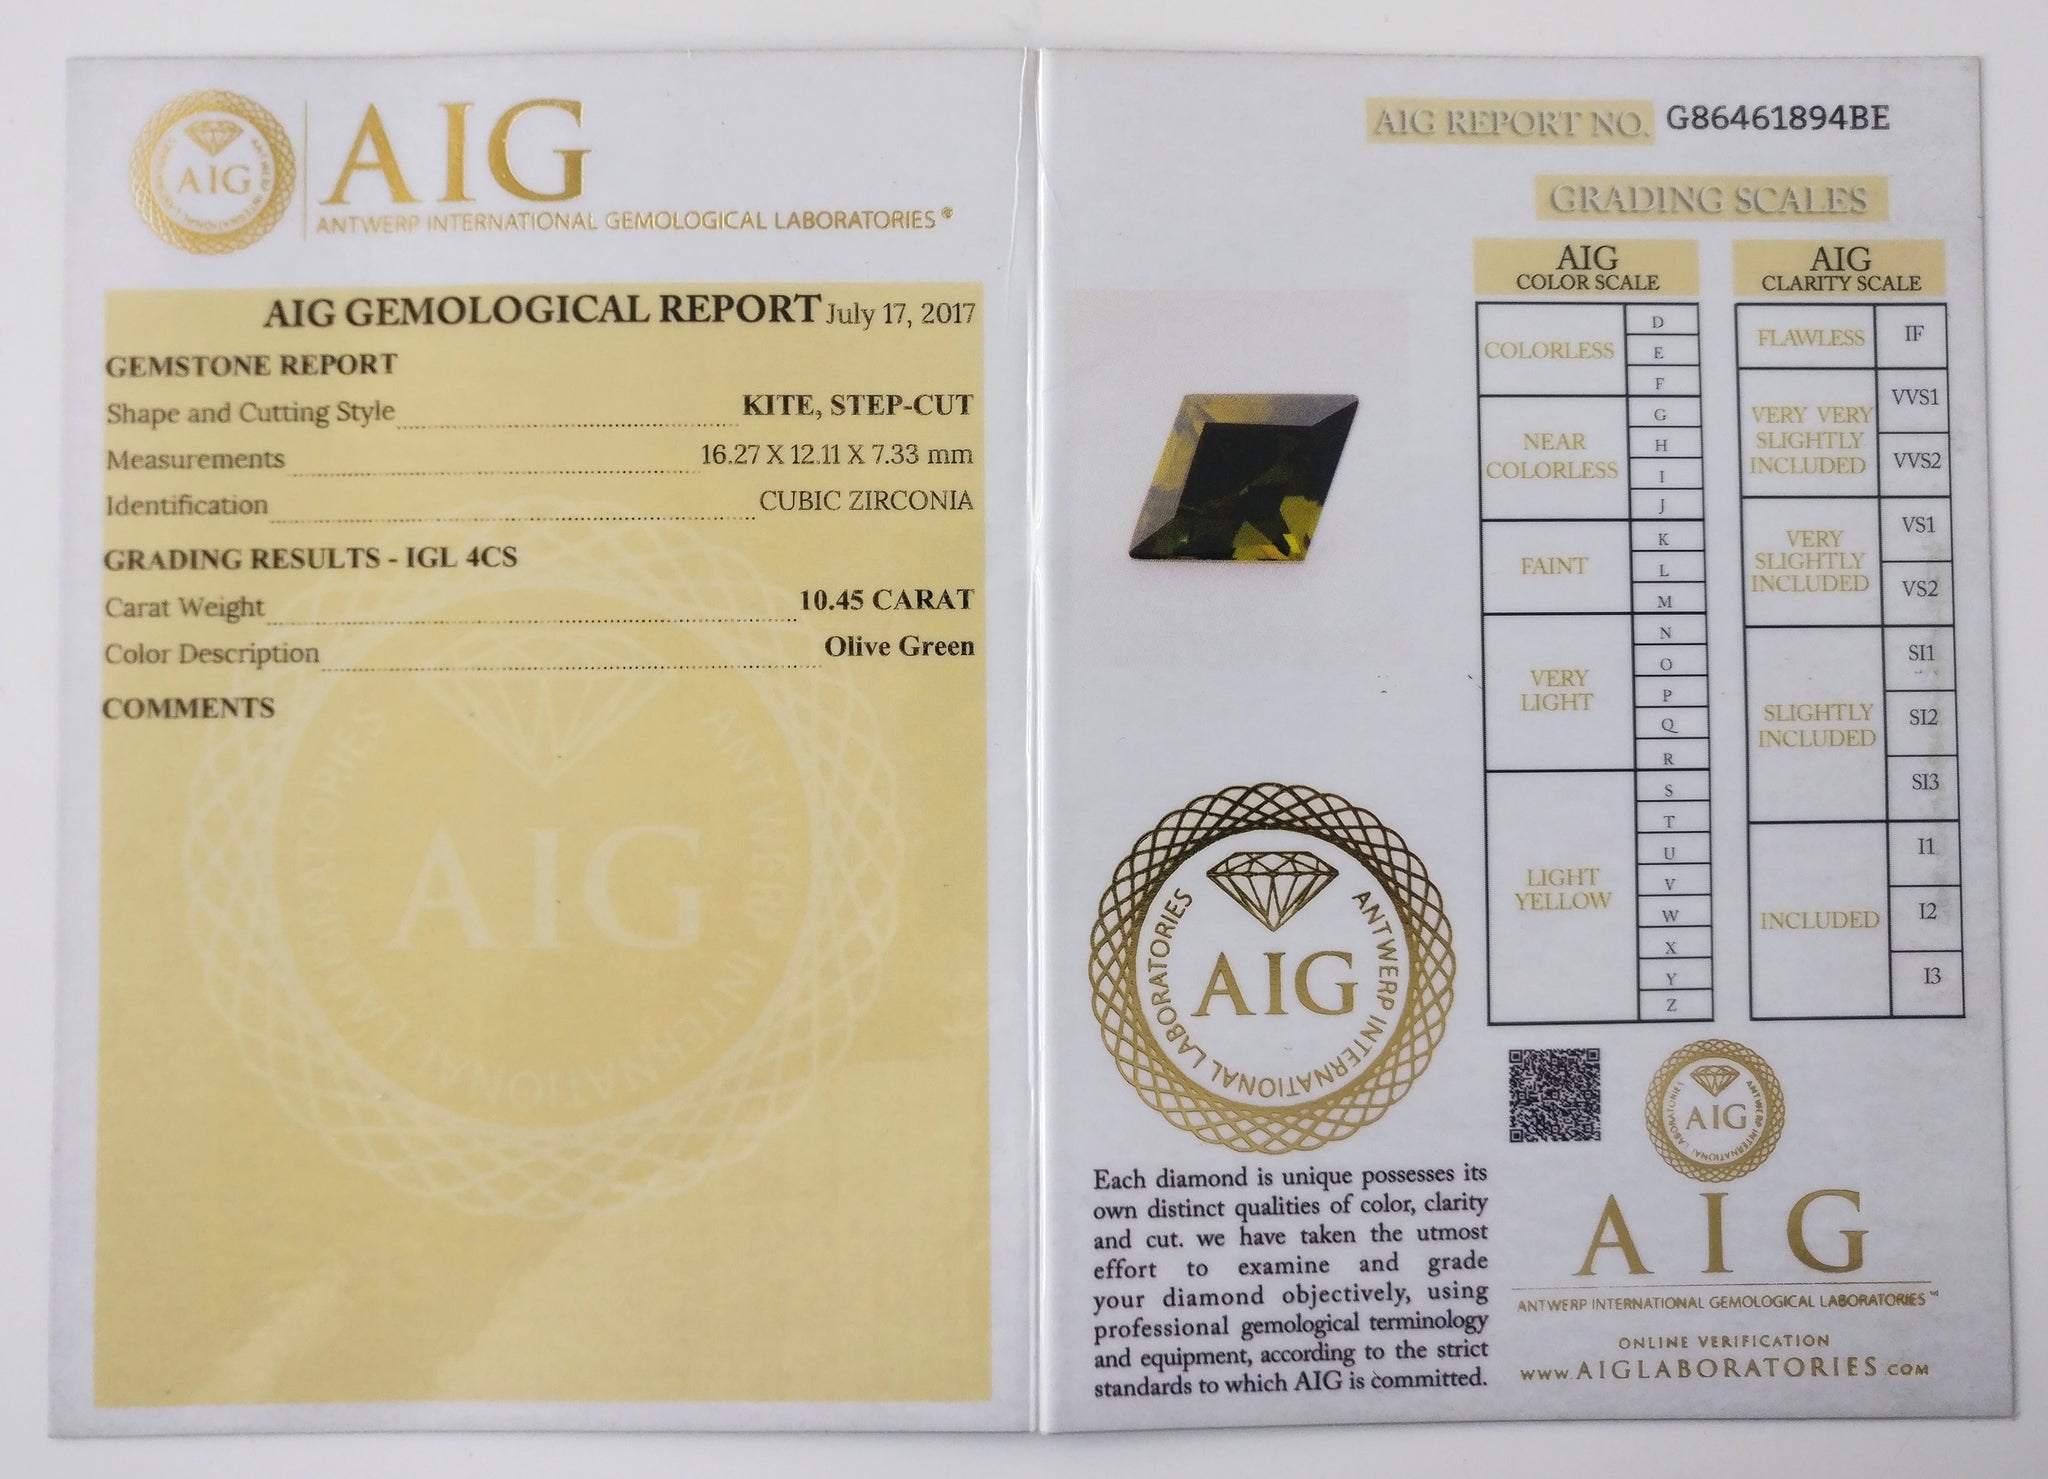 AIG
AIG
ANTWERP INTERNATIONAL GEMOLOGICAL LABORATORIES®
AIG GEMOLOGICAL REPORT July 17, 2017
GEMSTONE REPORT
Shape and Cutting Style KITE, STEP-CUT
Measurements 16.27 X 12.11 X 7.33 mm
Identification CUBIC ZIRCONIA
GRADING RESULTS - IGL 4CS
Carat Weight 10.45 CARAT
Color Description Olive Green
COMMENTS
AIG
ANTWERP INTERNATIONAL LABORATORIES
AIG REPORT NO. G86461894BE
GRADING SCALES
AIG
COLOR SCALE
COLORLESS
D
E
F
NEAR
COLORLESS
G
H
I
J
FAINT
K
L
M
VERY
LIGHT
N
O
P
Q
R
LIGHT
YELLOW
S
T
U
V
W
X
Y
Z
AIG
CLARITY SCALE
FLAWLESS
IF
VERY VERY
SLIGHTLY
INCLUDED
VVS1
VVS2
VERY
SLIGHTLY
INCLUDED
VS1
VS2
SLIGHTLY
INCLUDED
SI1
SI2
SI3
INCLUDED
I1
I2
I3
AIG
ANTWERP INTERNATIONAL LABORATORIES
Each diamond is unique possesses its
own distinct qualities of color, clarity
and cut. we have taken the utmost
effort to examine and grade
your diamond objectively, using
professional gemological terminology
and equipment, according to the strict
standards to which AIG is committed.
AIG
ANTWERP INTERNATIONAL LABORATORIES
AIG
ANTWERP INTERNATIONAL GEMOLOGICAL LABORATORIES™
ONLINE VERIFICATION
www.AIGLABORATORIES.COM